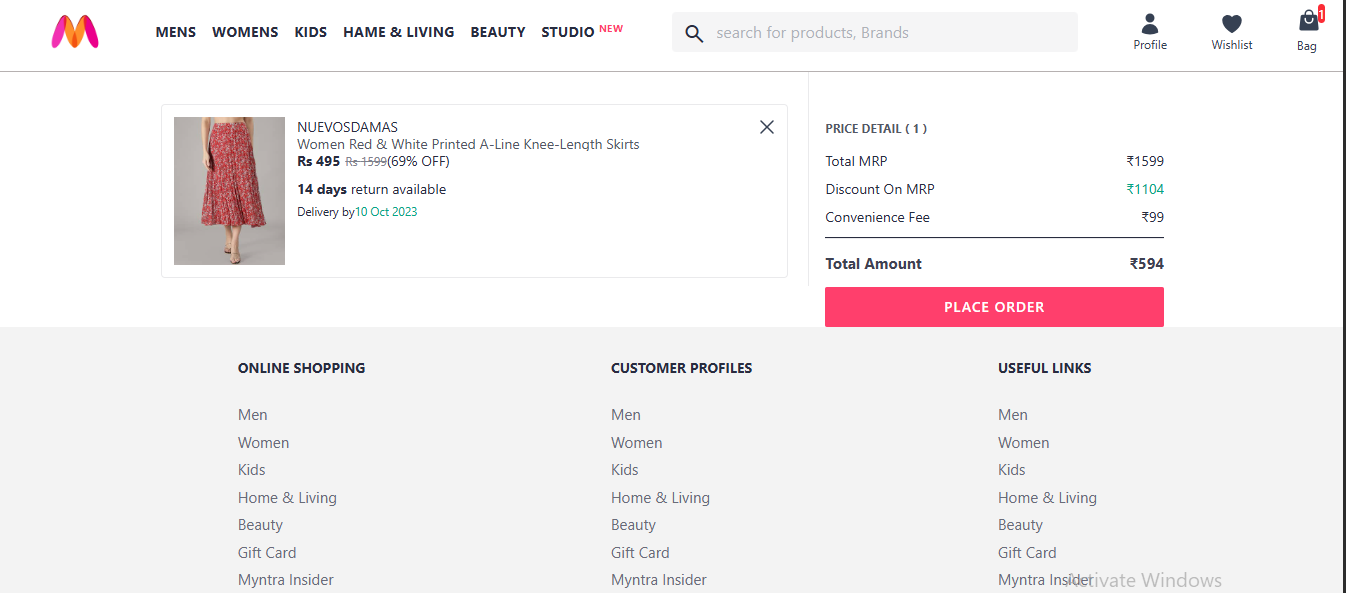 MENS WOMENS KIDS HAME & LIVING BEAUTY STUDIO NEW search for products, Brands Profile Wishlist 1 Bag
NUEVOSDAMAS
Women Red & White Printed A-Line Knee-Length Skirts
Rs 495 Rs 1599(69% OFF)
14 days return available
Delivery by10 Oct 2023
PRICE DETAIL ( 1 )
Total MRP ₹1599
Discount On MRP ₹1104
Convenience Fee ₹99
Total Amount ₹594
PLACE ORDER
ONLINE SHOPPING
Men
Women
Kids
Home & Living
Beauty
Gift Card
Myntra Insider
CUSTOMER PROFILES
Men
Women
Kids
Home & Living
Beauty
Gift Card
Myntra Insider
USEFUL LINKS
Men
Women
Kids
Home & Living
Beauty
Gift Card
Myntra Insider
Activate Windows